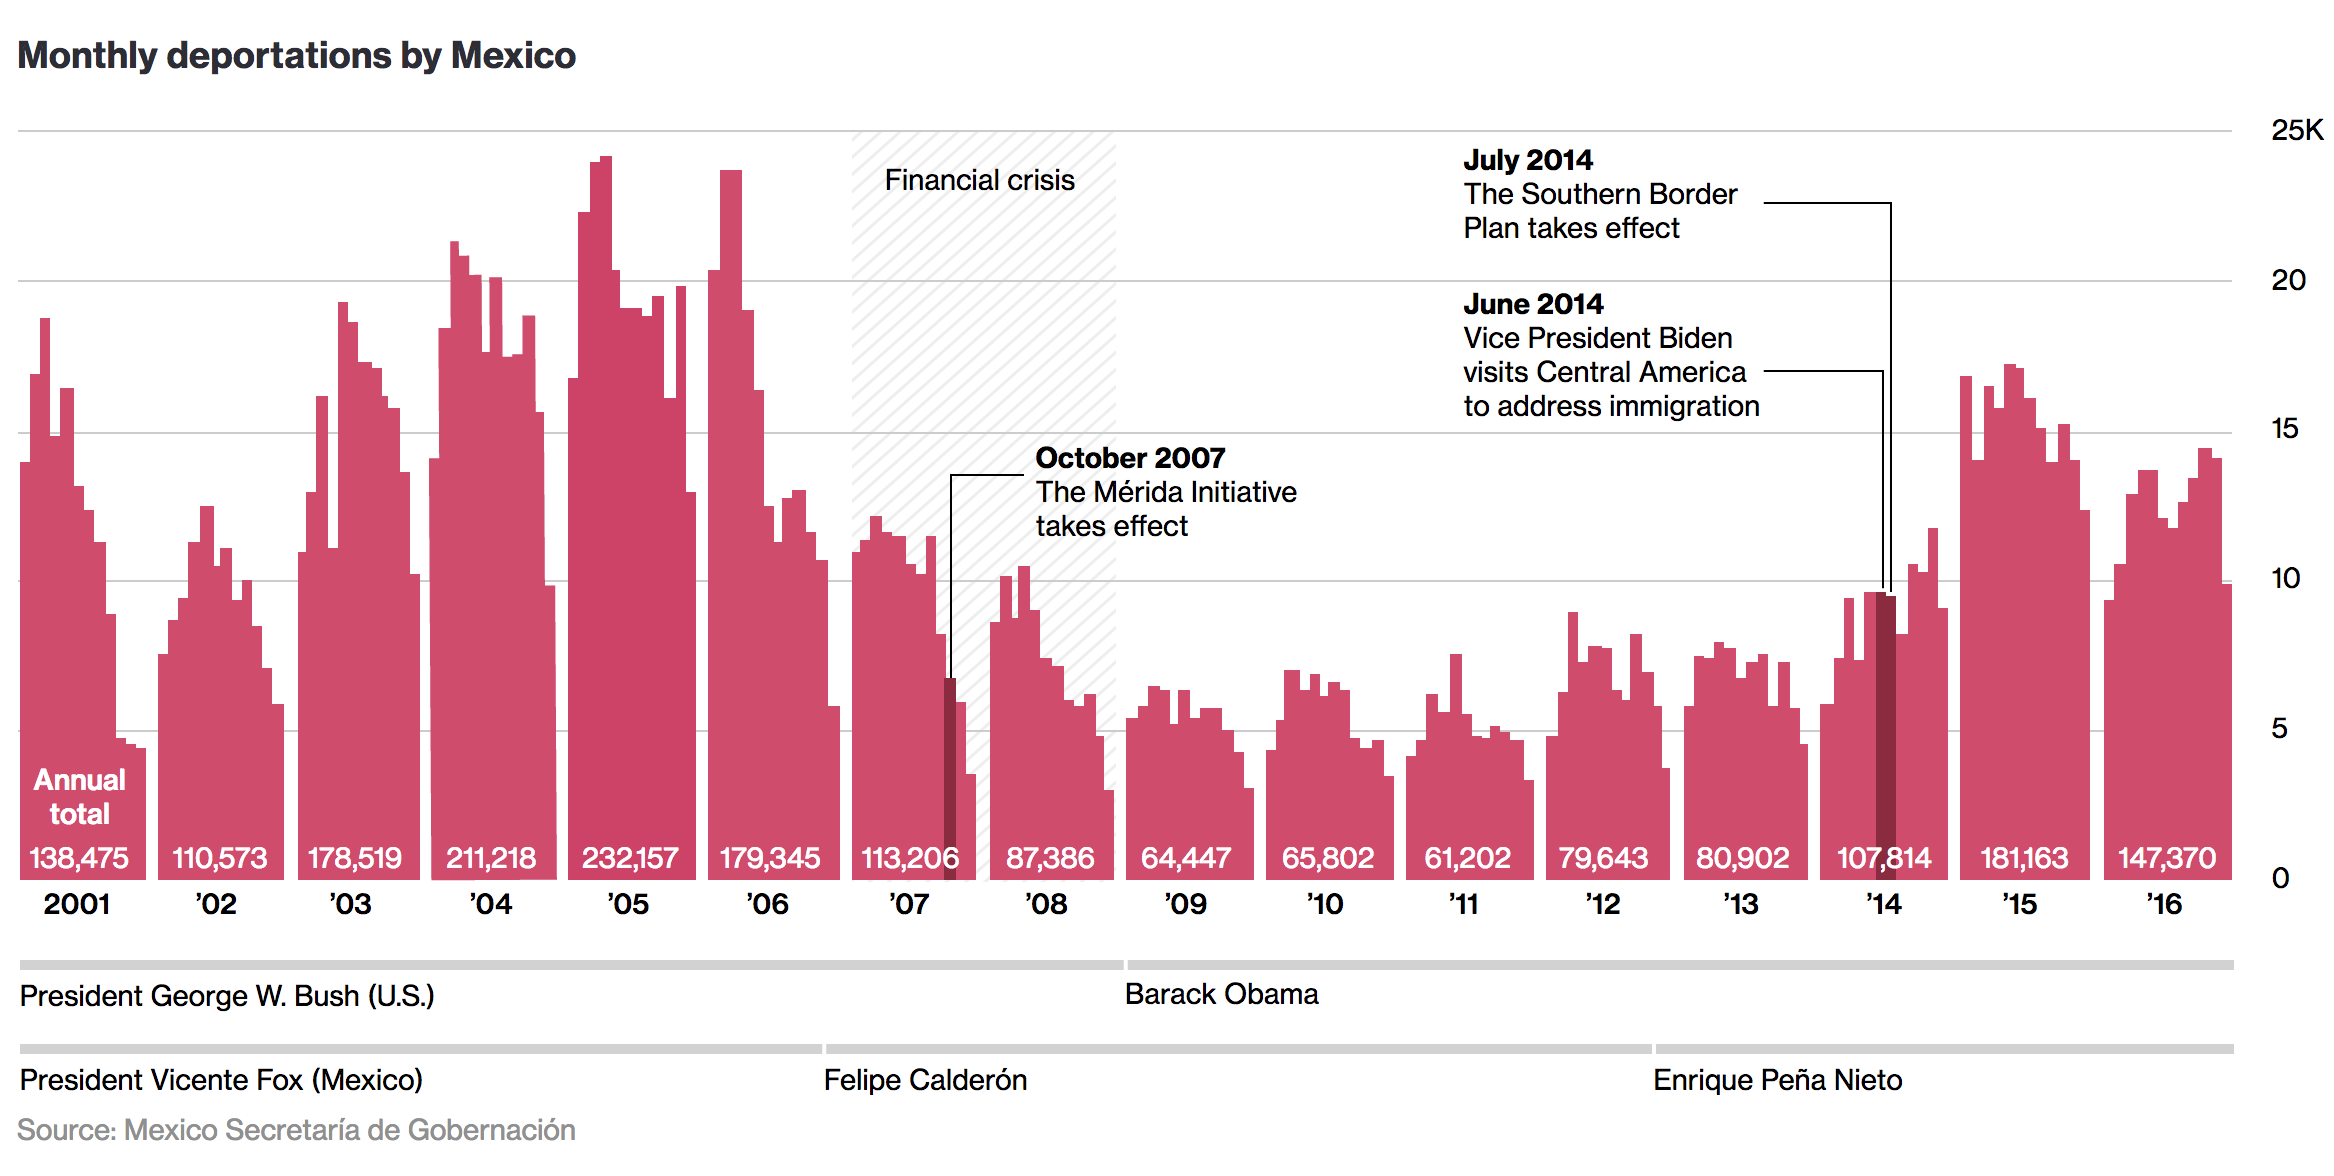 Monthly deportations by Mexico
25K
20
15
10
5
0
Financial crisis
July 2014
The Southern Border
Plan takes effect
June 2014
Vice President Biden
visits Central America
to address immigration
October 2007
The Mérida Initiative
takes effect
Annual
total
138,475 110,573 178,519 211,218 232,157 179,345 113,206 87,386 64,447 65,802 61,202 79,643 80,902 107,814 181,163 147,370
2001 ’02 ’03 ’04 ’05 ’06 ’07 ’08 ’09 ’10 ’11 ’12 ’13 ’14 ’15 ’16
President George W. Bush (U.S.) Barack Obama
President Vicente Fox (Mexico) Felipe Calderón Enrique Peña Nieto
Source: Mexico Secretaría de Gobernación